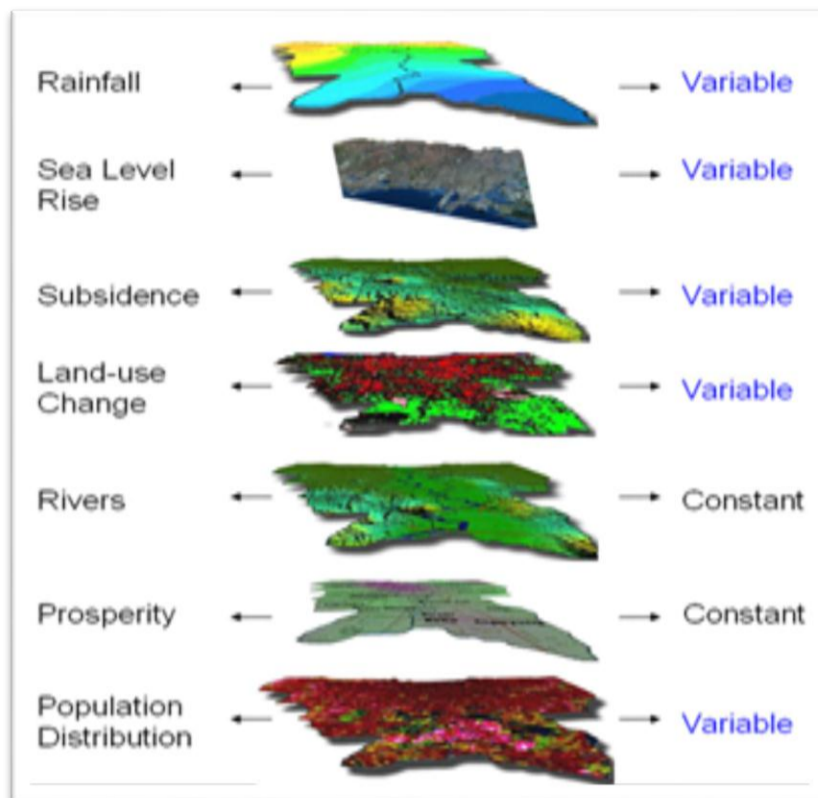 Rainfall
Variable
Sea Level
Rise
Variable
Subsidence
Variable
Land-use
Change
Variable
Rivers
Constant
Prosperity
Constant
Population
Distribution
Variable